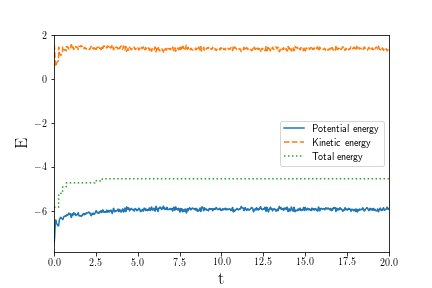 2
0
−2
−4
−6
E
Potential energy
Kinetic energy
Total energy
0.0 2.5 5.0 7.5 10.0 12.5 15.0 17.5 20.0
t